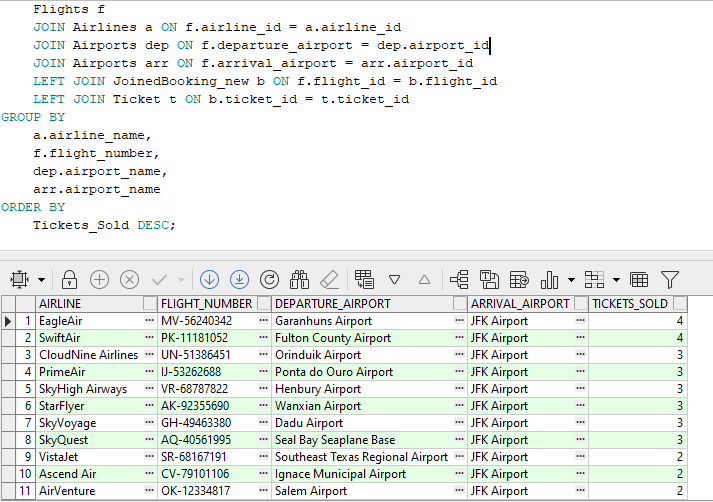 Flights f
JOIN Airlines a ON f.airline_id = a.airline_id
JOIN Airports dep ON f.departure_airport = dep.airport_id
JOIN Airports arr ON f.arrival_airport = arr.airport_id
LEFT JOIN JoinedBooking_new b ON f.flight_id = b.flight_id
LEFT JOIN Ticket t ON b.ticket_id = t.ticket_id
GROUP BY
a.airline_name,
f.flight_number,
dep.airport_name,
arr.airport_name
ORDER BY
Tickets_Sold DESC;
AIRLINE FLIGHT_NUMBER DEPARTURE_AIRPORT ARRIVAL_AIRPORT TICKETS_SOLD
1 EagleAir ··· MV-56240342 ··· Garanhuns Airport ··· JFK Airport ··· 4
2 SwiftAir ··· PK-11181052 ··· Fulton County Airport ··· JFK Airport ··· 4
3 CloudNine Airlines ··· UN-51386451 ··· Orinduik Airport ··· JFK Airport ··· 3
4 PrimeAir ··· IJ-53262688 ··· Ponta do Ouro Airport ··· JFK Airport ··· 3
5 SkyHigh Airways ··· VR-68787822 ··· Henbury Airport ··· JFK Airport ··· 3
6 StarFlyer ··· AK-92355690 ··· Wanxian Airport ··· JFK Airport ··· 3
7 SkyVoyage ··· GH-49463380 ··· Dadu Airport ··· JFK Airport ··· 3
8 SkyQuest ··· AQ-40561995 ··· Seal Bay Seaplane Base ··· JFK Airport ··· 3
9 VistaJet ··· SR-68167191 ··· Southeast Texas Regional Airport ··· JFK Airport ··· 2
10 Ascend Air ··· CV-79101106 ··· Ignace Municipal Airport ··· JFK Airport ··· 2
11 AirVenture ··· OK-12334817 ··· Salem Airport ··· JFK Airport ··· 2